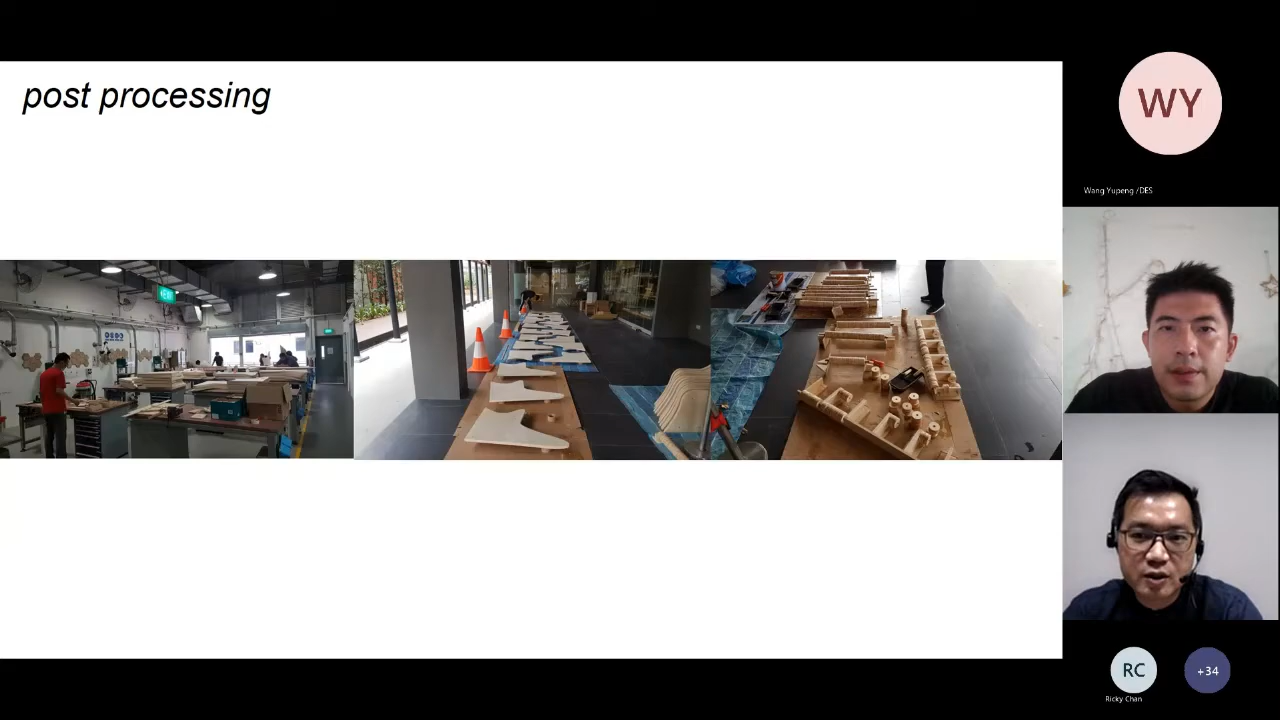 post processing
WY
Wang Yupeng /DES
RC
+34
Ricky Chan